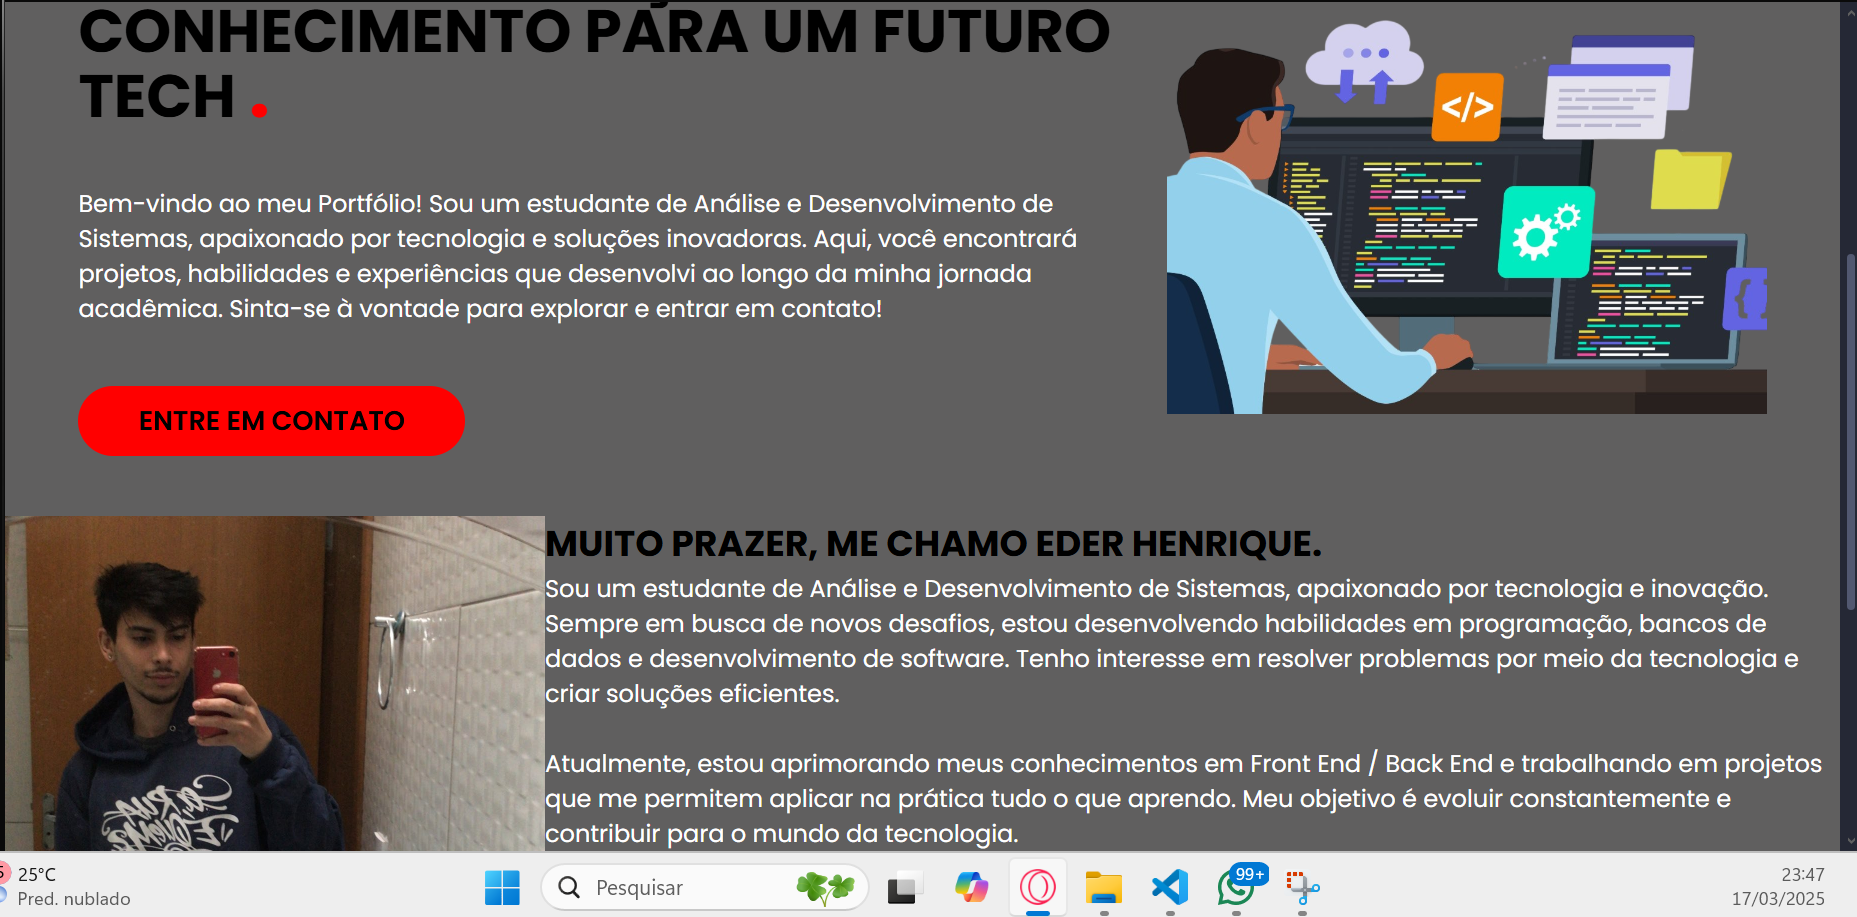 CONHECIMENTO PARA UM FUTURO
TECH .
</>
Bem-vindo ao meu Portfólio! Sou um estudante de Análise e Desenvolvimento de
Sistemas, apaixonado por tecnologia e soluções inovadoras. Aqui, você encontrará
projetos, habilidades e experiências que desenvolvi ao longo da minha jornada
acadêmica. Sinta-se à vontade para explorar e entrar em contato!
ENTRE EM CONTATO
MUITO PRAZER, ME CHAMO EDER HENRIQUE.
Sou um estudante de Análise e Desenvolvimento de Sistemas, apaixonado por tecnologia e inovação.
Sempre em busca de novos desafios, estou desenvolvendo habilidades em programação, bancos de
dados e desenvolvimento de software. Tenho interesse em resolver problemas por meio da tecnologia e
criar soluções eficientes.
Atualmente, estou aprimorando meus conhecimentos em Front End / Back End e trabalhando em projetos
que me permitem aplicar na prática tudo o que aprendo. Meu objetivo é evoluir constantemente e
contribuir para o mundo da tecnologia.
25°C
Pred. nublado
Pesquisar
99+
23:47
17/03/2025